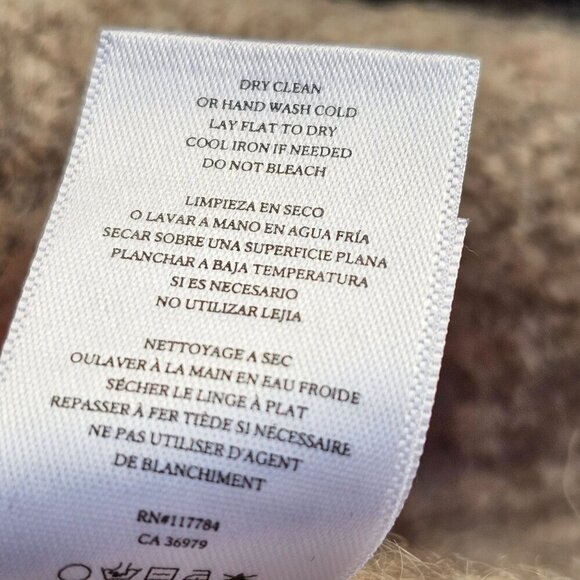 DRY CLEAN
OR HAND WASH COLD
LAY FLAT TO DRY
COOL IRON IF NEEDED
DO NOT BLEACH
LIMPIEZA EN SECO
O LAVAR A MANO EN AGUA FRÍA
SECAR SOBRE UNA SUPERFICIE PLANA
PLANCHAR A BAJA TEMPERATURA
SI ES NECESARIO
NO UTILIZAR LEJIA
NETTOYAGE A SEC
OULAVER À LA MAIN EN EAU FROIDE
SÉCHER LE LINGE À PLAT
REPASSER À FER TIÈDE SI NÉCESSAIRE
NE PAS UTILISER D'AGENT
DE BLANCHIMENT
RN#117784
CA 36979